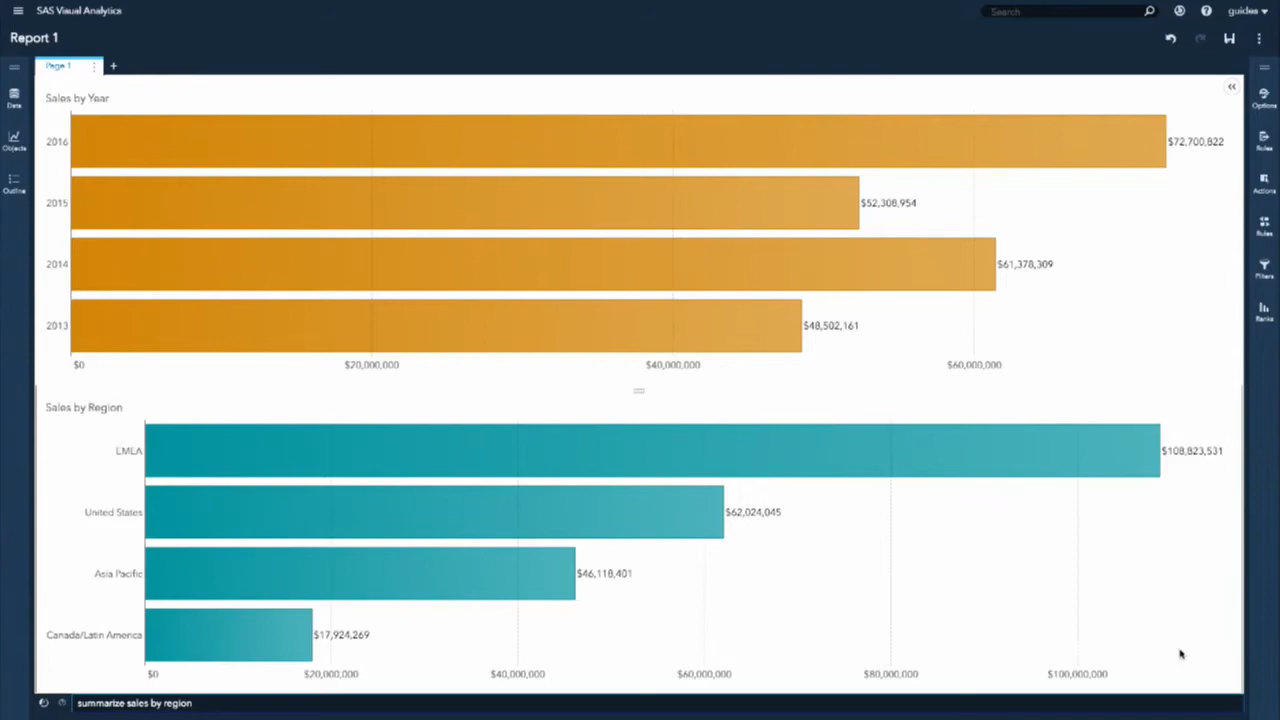 SAS Visual Analytics
Search
guides
Report 1
Page 1
Data
Objects
Outline
Options
Roles
Actions
Rules
Filters
Ranks
Sales by Year
2016 $72,700,822
2015 $52,308,954
2014 $61,378,309
2013 $48,502,161
$0 $20,000,000 $40,000,000 $60,000,000
Sales by Region
EMEA $108,823,531
United States $62,024,045
Asia Pacific $46,118,401
Canada/Latin America $17,924,269
$0 $20,000,000 $40,000,000 $60,000,000 $80,000,000 $100,000,000
summarize sales by region